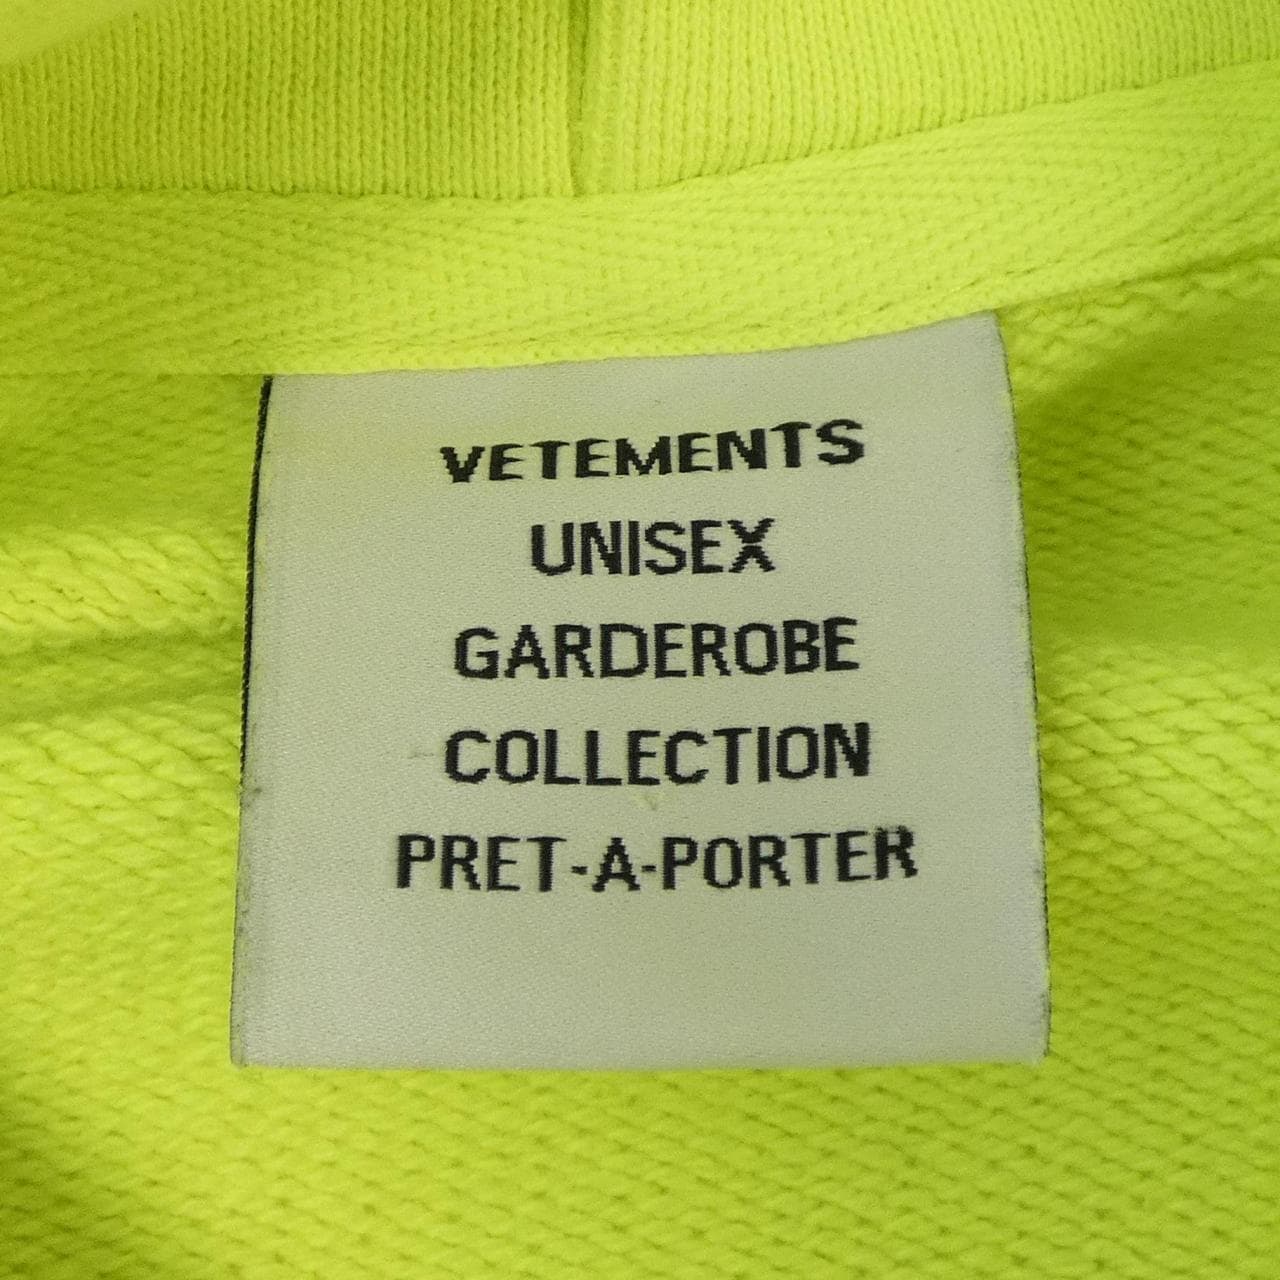 VETEMENTS
UNISEX
GARDEROBE
COLLECTION
PRET-A-PORTER